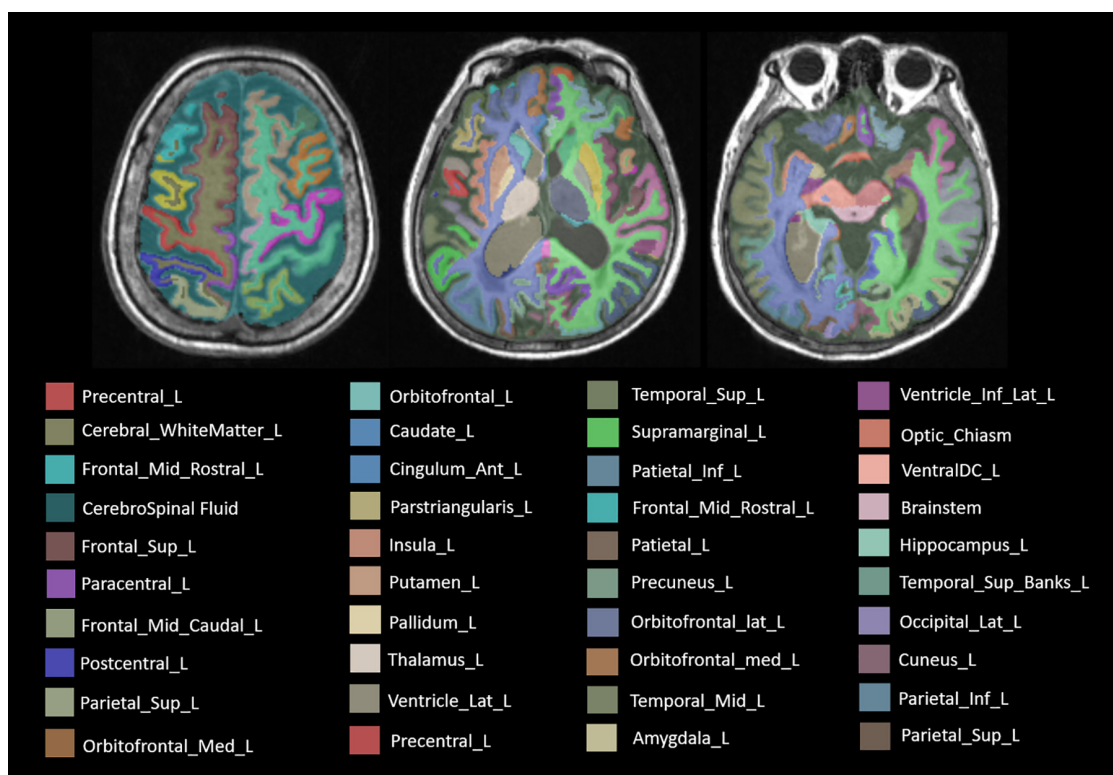 Precentral_L
Cerebral_WhiteMatter_L
Frontal_Mid_Rostral_L
CerebroSpinal Fluid
Frontal_Sup_L
Paracentral_L
Frontal_Mid_Caudal_L
Postcentral_L
Parietal_Sup_L
Orbitofrontal_Med_L
Orbitofrontal_L
Caudate_L
Cingulum_Ant_L
Parstriangularis_L
Insula_L
Putamen_L
Pallidum_L
Thalamus_L
Ventricle_Lat_L
Precentral_L
Temporal_Sup_L
Supramarginal_L
Patietal_Inf_L
Frontal_Mid_Rostral_L
Patietal_L
Precuneus_L
Orbitofrontal_lat_L
Orbitofrontal_med_L
Temporal_Mid_L
Amygdala_L
Ventricle_Inf_Lat_L
Optic_Chiasm
VentralDC_L
Brainstem
Hippocampus_L
Temporal_Sup_Banks_L
Occipital_Lat_L
Cuneus_L
Parietal_Inf_L
Parietal_Sup_L